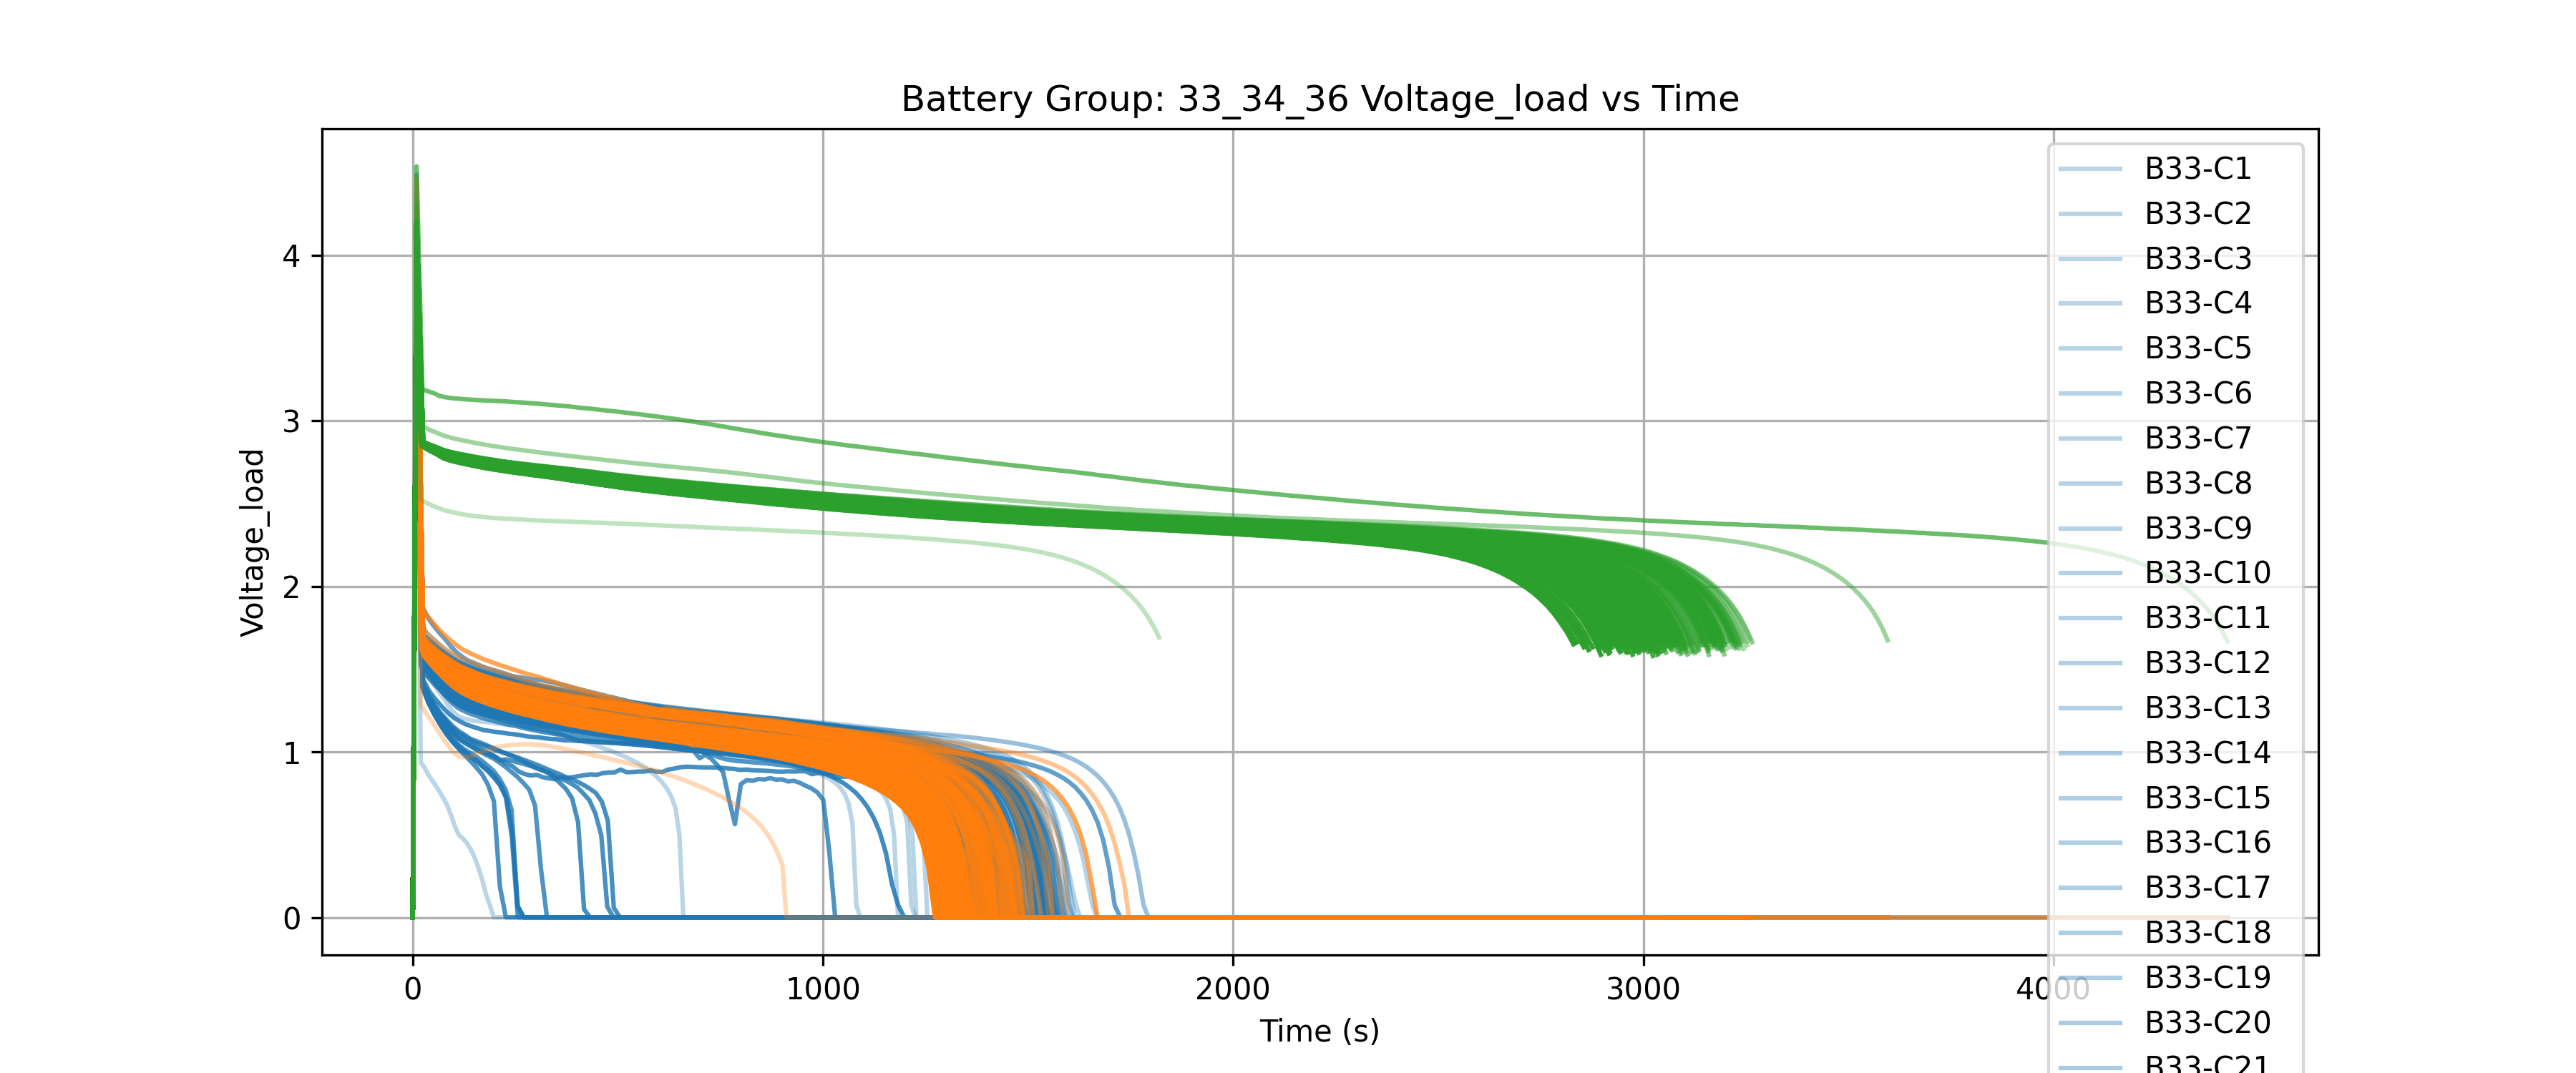 Battery Group: 33_34_36 Voltage_load vs Time
Voltage_load
4
3
2
1
0
0 1000 2000 3000 4000
Time (s)
B33-C1
B33-C2
B33-C3
B33-C4
B33-C5
B33-C6
B33-C7
B33-C8
B33-C9
B33-C10
B33-C11
B33-C12
B33-C13
B33-C14
B33-C15
B33-C16
B33-C17
B33-C18
B33-C19
B33-C20
B33-C21